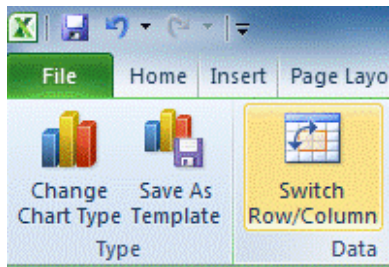 File Home Insert Page Layo
Change Save As Switch
Chart Type Template Row/Column
Type Data